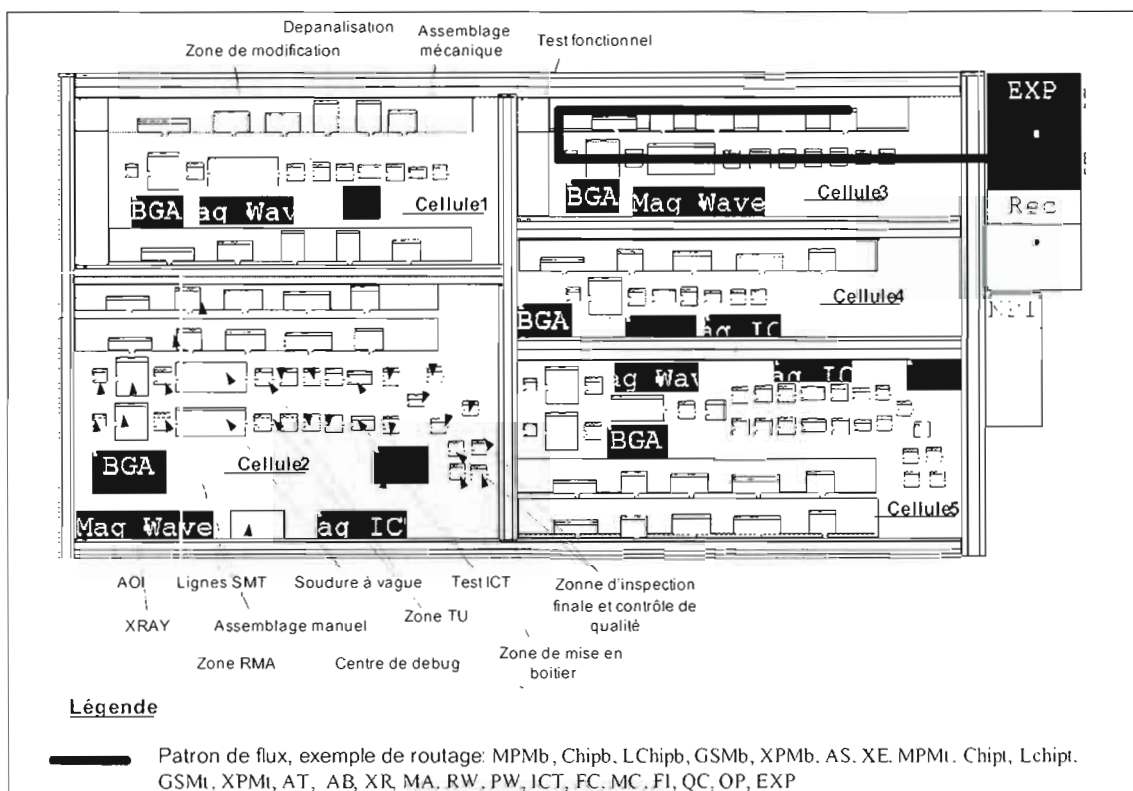 Depanalisation
Zone de modification
Assemblage mécanique
Test fonctionnel
EXP
BGA
aq Wav
Cellule1
BGA
Maq Wave
Cellule3
Rec
BGA
aq IC
Cellule4
BGA
Cellule2
Maq Wave
aq IC
aq Wav
aq IC
BGA
Cellule5
AOI
Lignes SMT
Soudure à vague
Test ICT
Zonne d'inspection
finale et contrôle de
qualité
XRAY
Assemblage manuel
Zone TU
Zone RMA
Centre de debug
Zone de mise en
boitier
Légende
Patron de flux, exemple de routage: MPMb, Chipb, LChipb, GSMb, XPMb, AS, XE, MPMt, Chipt, Lchipt,
GSMt, XPMt, AT, AB, XR, MA, RW, PW, ICT, FC, MC, FI, QC, OP, EXP